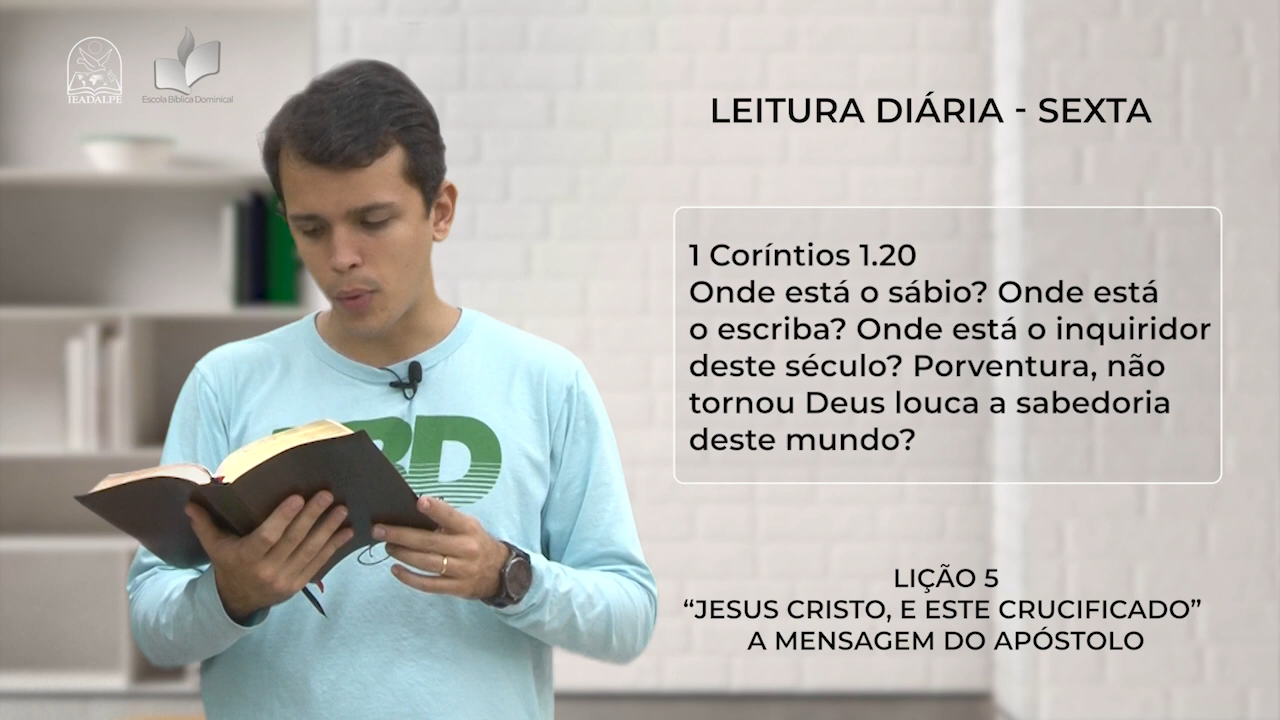 IEADALPE
Escola Bíblica Dominical
LEITURA DIÁRIA - SEXTA
1 Coríntios 1.20
Onde está o sábio? Onde está
o escriba? Onde está o inquiridor
deste século? Porventura, não
tornou Deus louca a sabedoria
deste mundo?
LIÇÃO 5
“JESUS CRISTO, E ESTE CRUCIFICADO”
A MENSAGEM DO APÓSTOLO